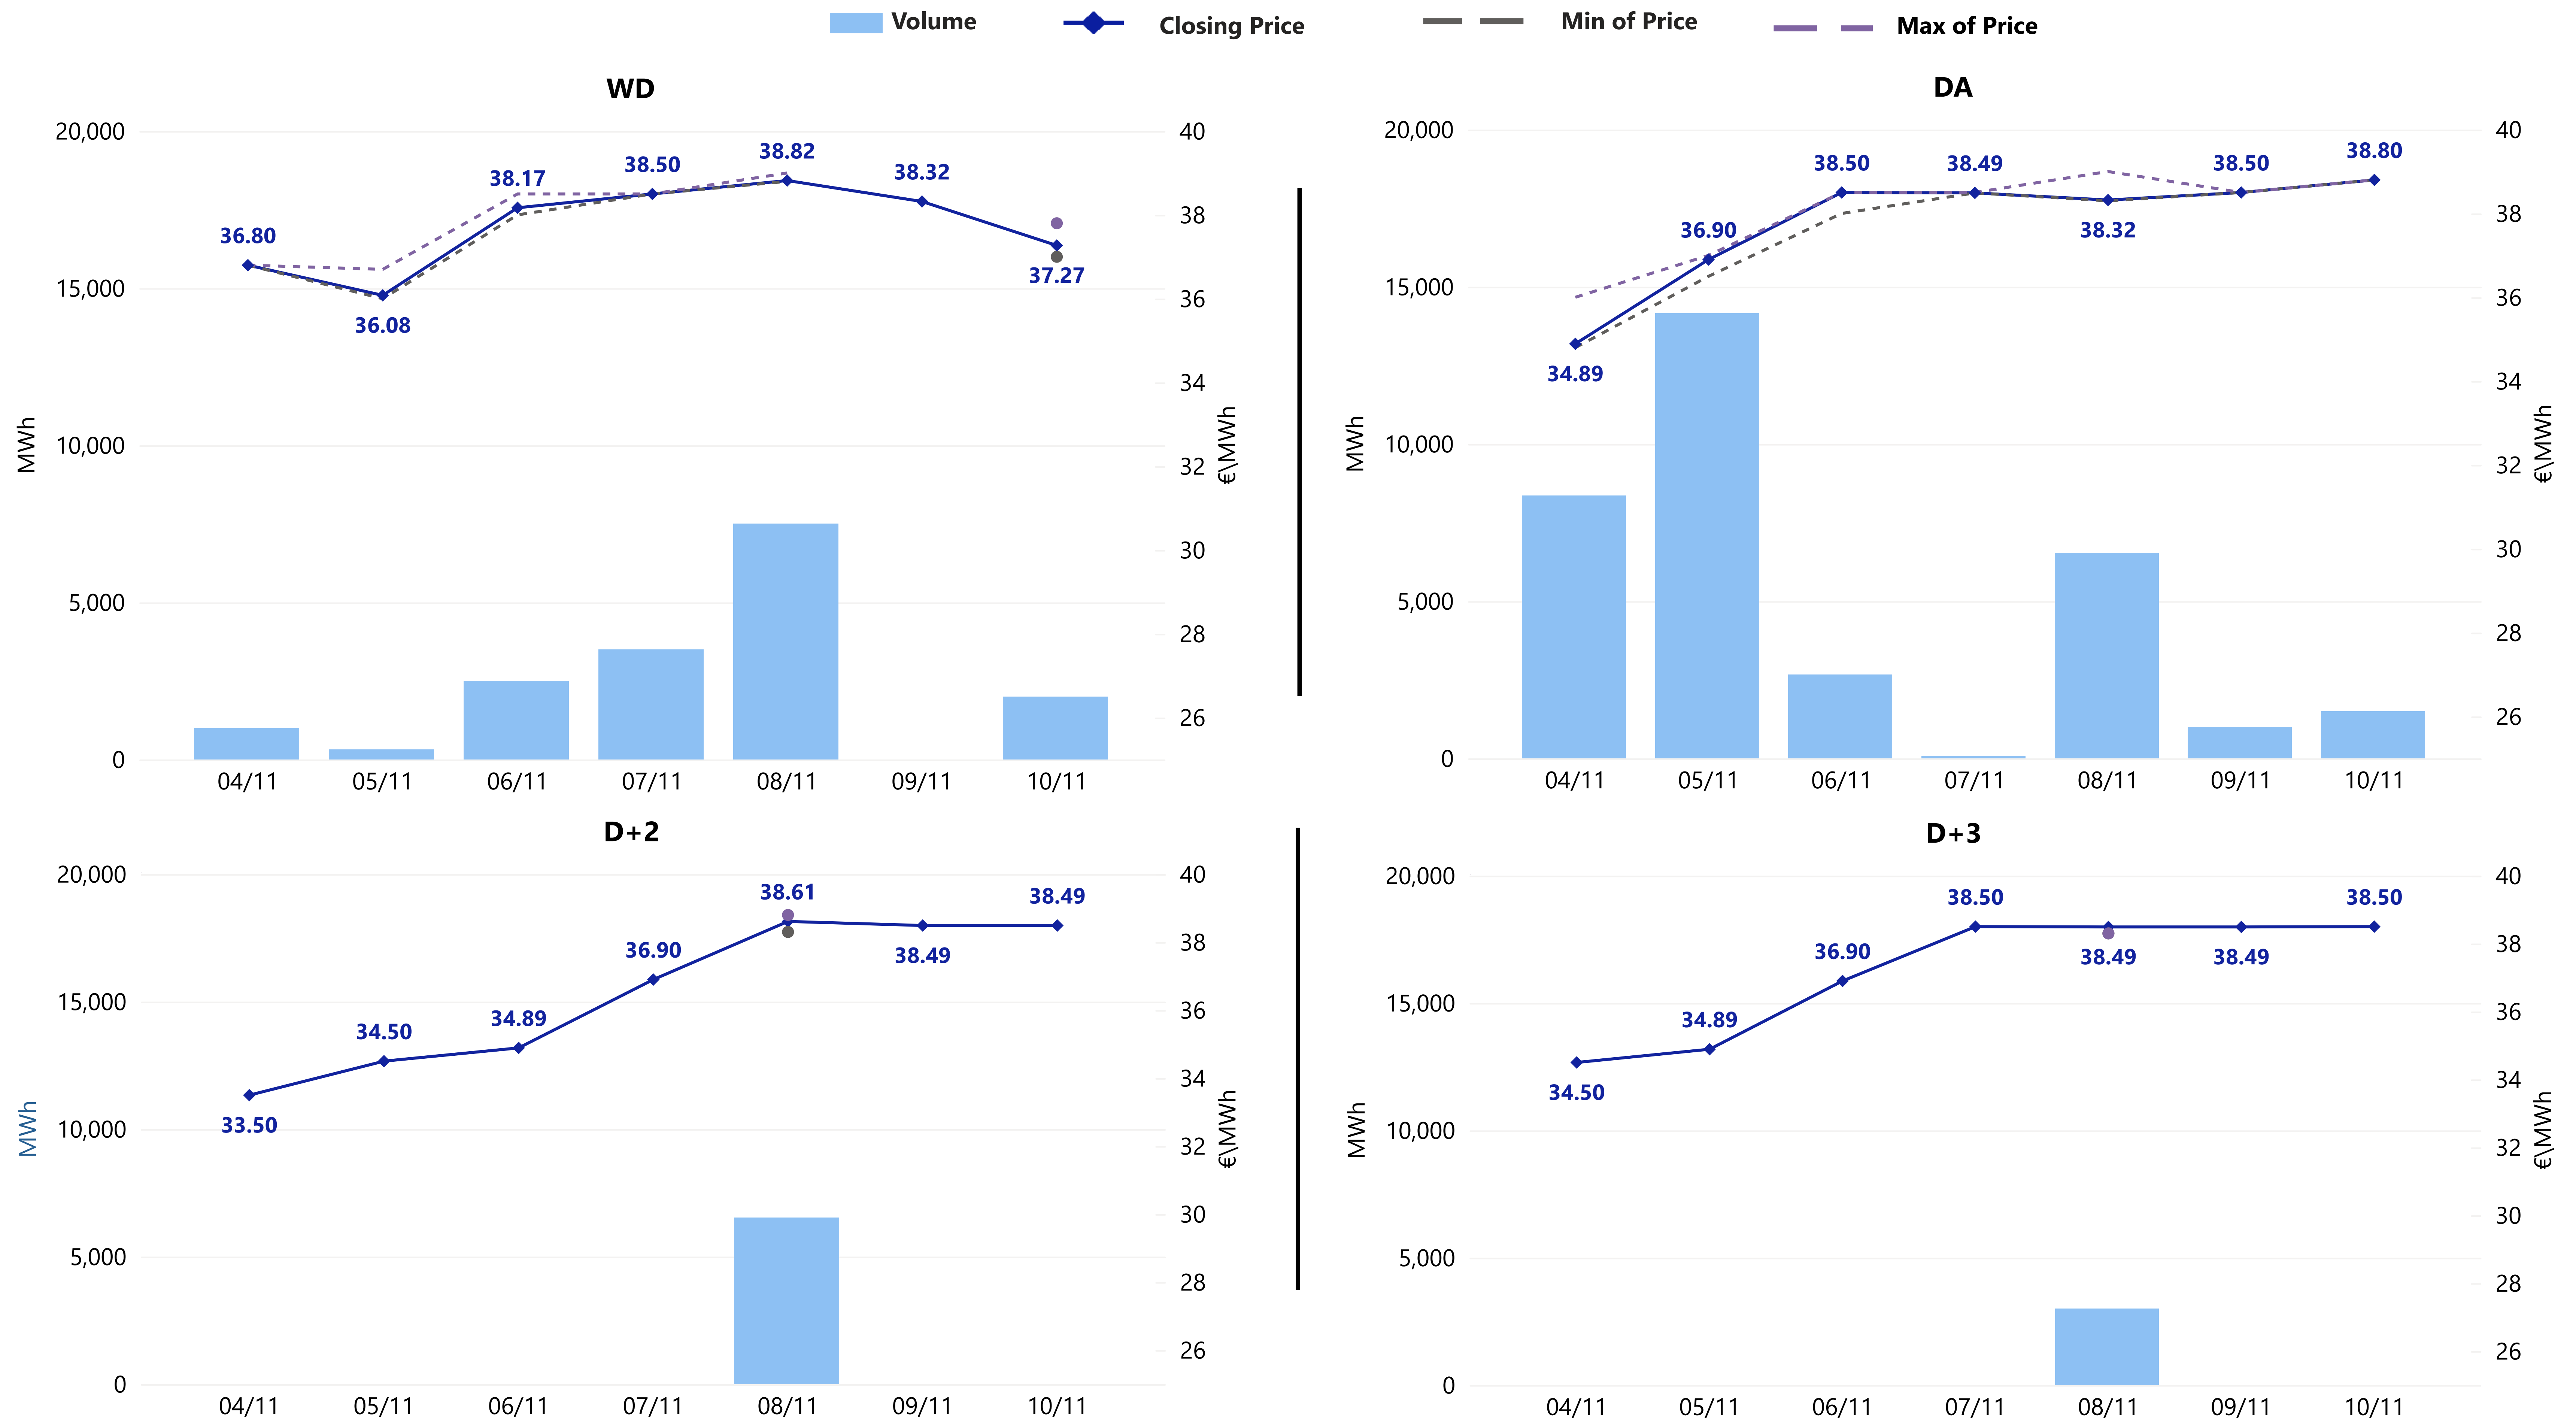 Volume Closing Price Min of Price Max of Price
WD
20,000 40
38.17 38.50 38.82 38.32
38
36.80
37.27
15,000 36
36.08
34
MWh
10,000
32
€\MWh
30
5,000
28
26
0
04/11 05/11 06/11 07/11 08/11 09/11 10/11
DA
20,000 40
38.50 38.49 38.50 38.80
38
36.90 38.32
15,000 36
34.89 34
MWh
10,000
32
€\MWh
30
5,000
28
26
0
04/11 05/11 06/11 07/11 08/11 09/11 10/11
D+2
20,000 40
38.61 38.49
36.90 38.49 38
15,000 36
34.50 34.89
34
33.50
MWh
10,000
32
€\MWh
30
5,000
28
26
0
04/11 05/11 06/11 07/11 08/11 09/11 10/11
D+3
20,000 40
38.50 38.50
36.90 38.49 38.49 38
15,000 36
34.89
34.50 34
MWh
10,000
32
€\MWh
30
5,000
28
26
0
04/11 05/11 06/11 07/11 08/11 09/11 10/11